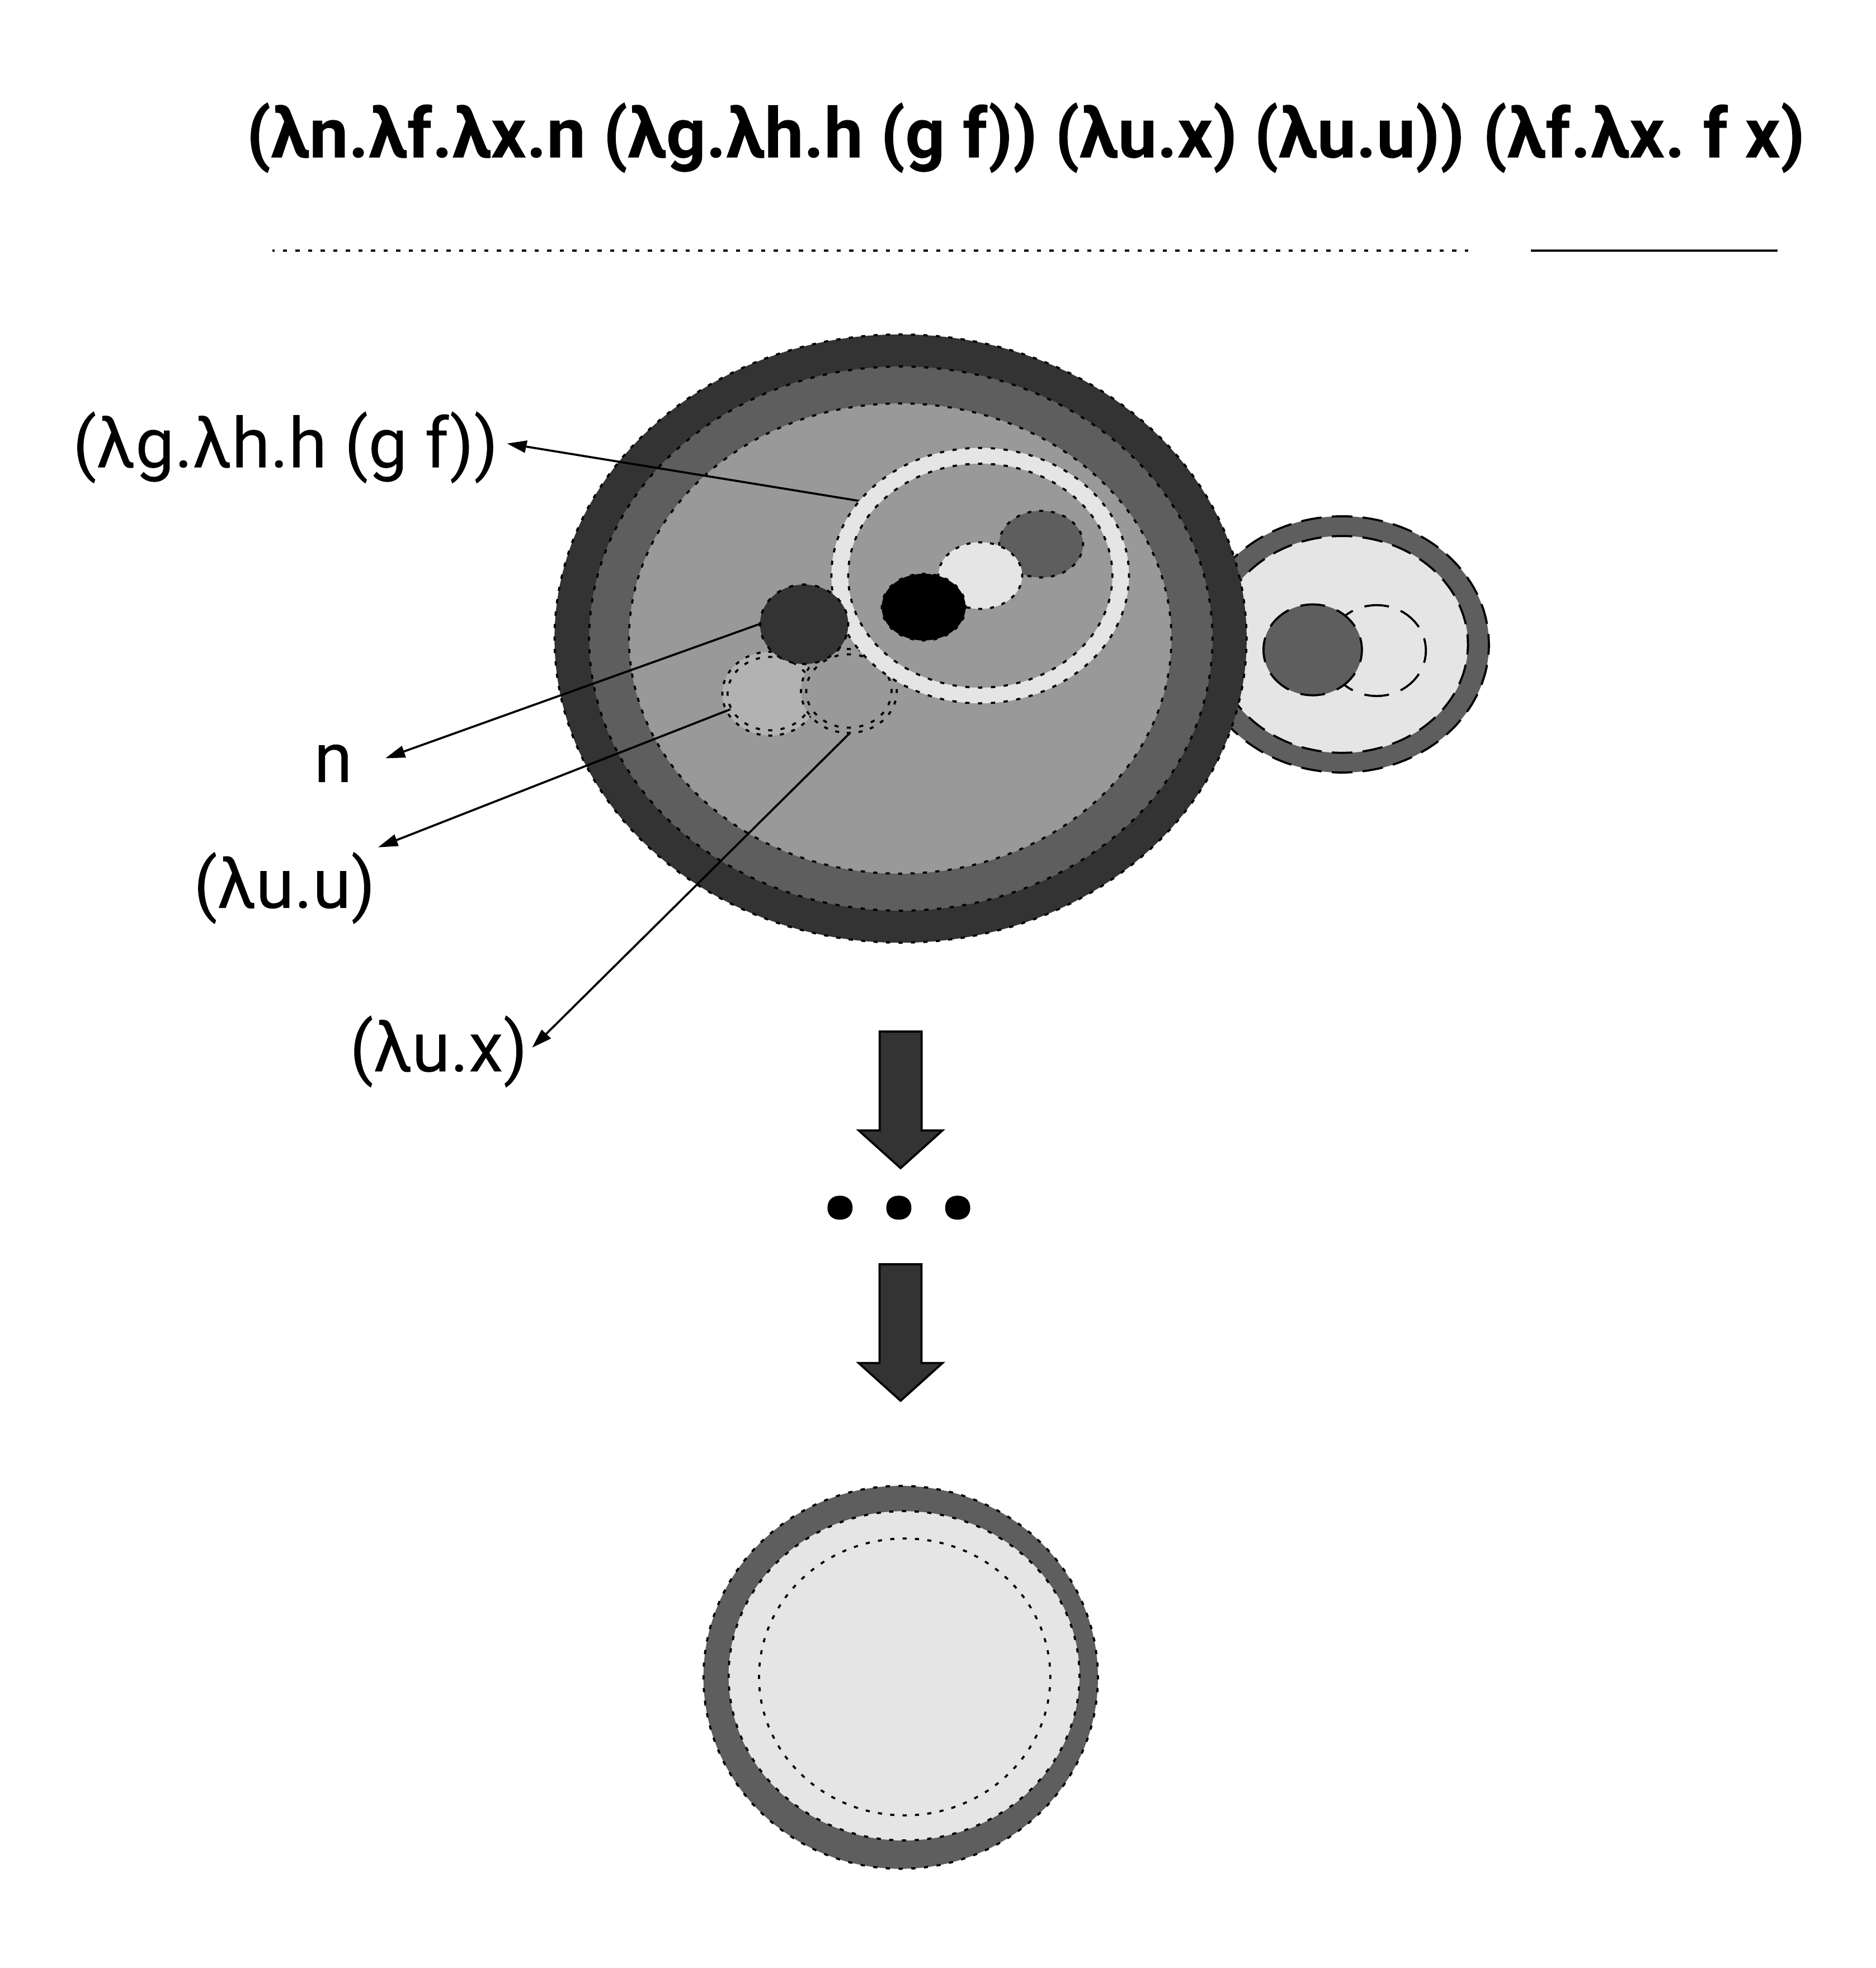 (λn.λf.λx.n (λg.λh.h (g f)) (λu.x) (λu.u)) (λf.λx. f x)
(λg.λh.h (g f))
n
(λu.u)
(λu.x)